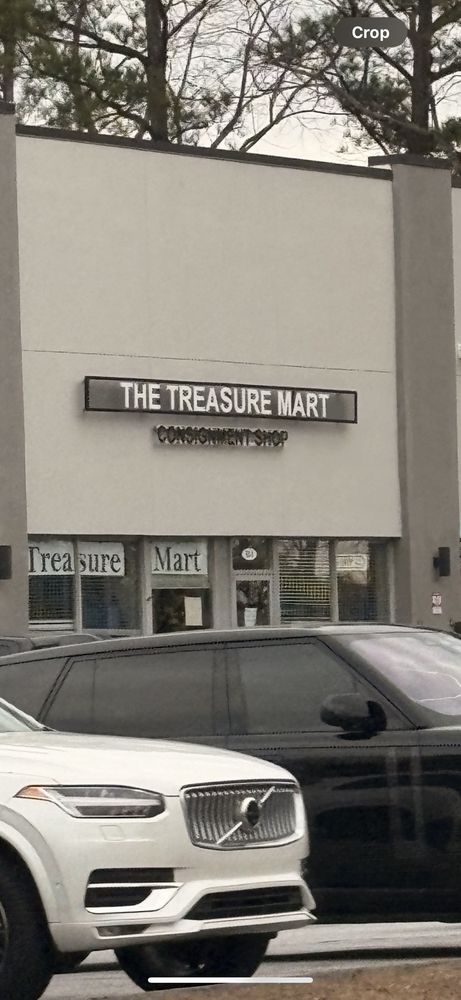 Crop
THE TREASURE MART
CONSIGNMENT SHOP
Treasure Mart